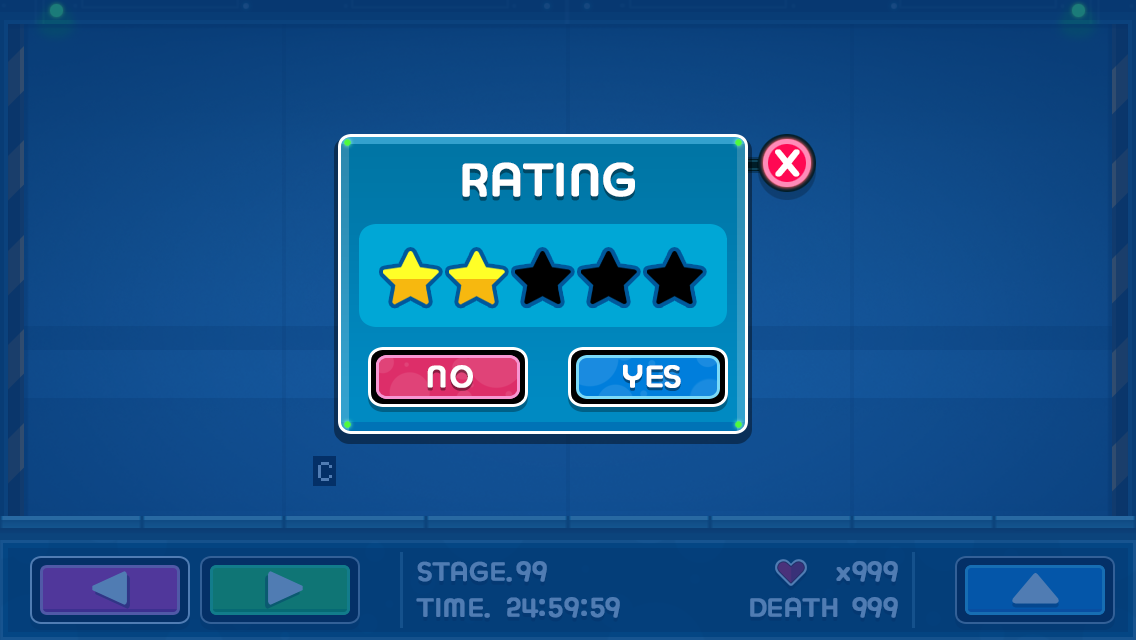 RATING
X
NO YES
C
STAGE.99 x999
TIME. 24:59:59 DEATH 999